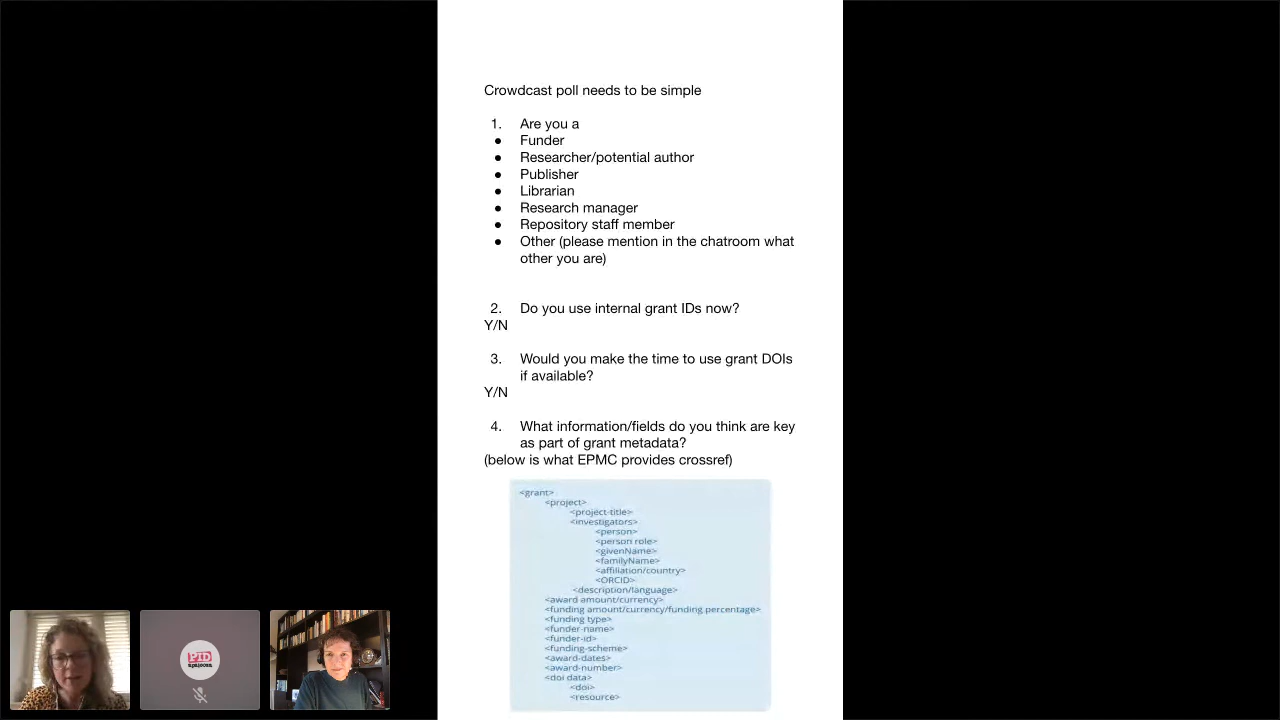 Crowdcast poll needs to be simple
1. Are you a
● Funder
● Researcher/potential author
● Publisher
● Librarian
● Research manager
● Repository staff member
● Other (please mention in the chatroom what
other you are)
2. Do you use internal grant IDs now?
Y/N
3. Would you make the time to use grant DOIs
if available?
Y/N
4. What information/fields do you think are key
as part of grant metadata?
(below is what EPMC provides crossref)
<grant>
<project>
<project-title>
<investigators>
<person>
<person role>
<givenName>
<familyName>
<affiliation/country>
<ORCID>
<description/language>
<award amount/currency>
<funding amount/currency/funding percentage>
<funding type>
<funder-name>
<funder-id>
<funding-scheme>
<award-dates>
<award-number>
<doi data>
<doi>
<resource>
PID